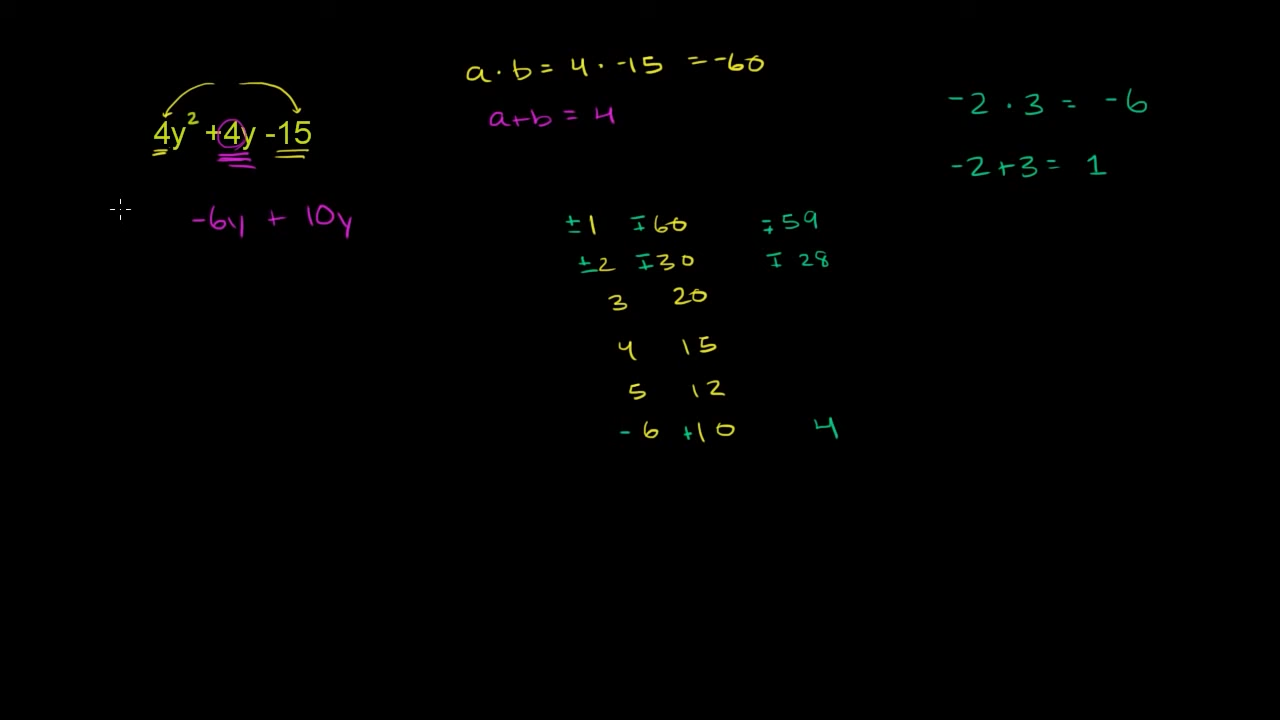 4y² +4y -15
-6y + 10y
a · b = 4 · -15 = -60
a+b = 4
-2 · 3 = -6
-2+3= 1
±1 ∓60 ∓59
±2 ∓30 ∓28
3 20
4 15
5 12
-6 +10 4